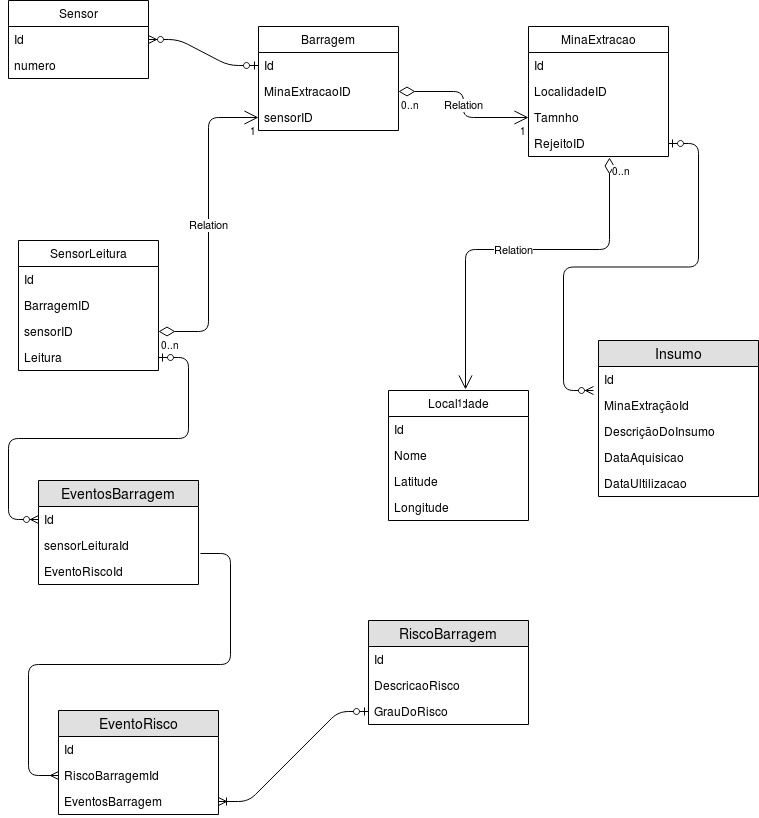 Sensor
Id
numero
Barragem
Id
MinaExtracaoID
sensorID
MinaExtracao
Id
LocalidadeID
Tamnho
RejeitoID
0..n
Relation
1
1
0..n
Relation
Relation
SensorLeitura
Id
BarragemID
sensorID
Leitura
0..n
Localidade
1
Id
Nome
Latitude
Longitude
Insumo
Id
MinaExtraçãoId
DescriçãoDoInsumo
DataAquisicao
DataUltilizacao
EventosBarragem
Id
sensorLeituraId
EventoRiscoId
RiscoBarragem
Id
DescricaoRisco
GrauDoRisco
EventoRisco
Id
RiscoBarragemId
EventosBarragem